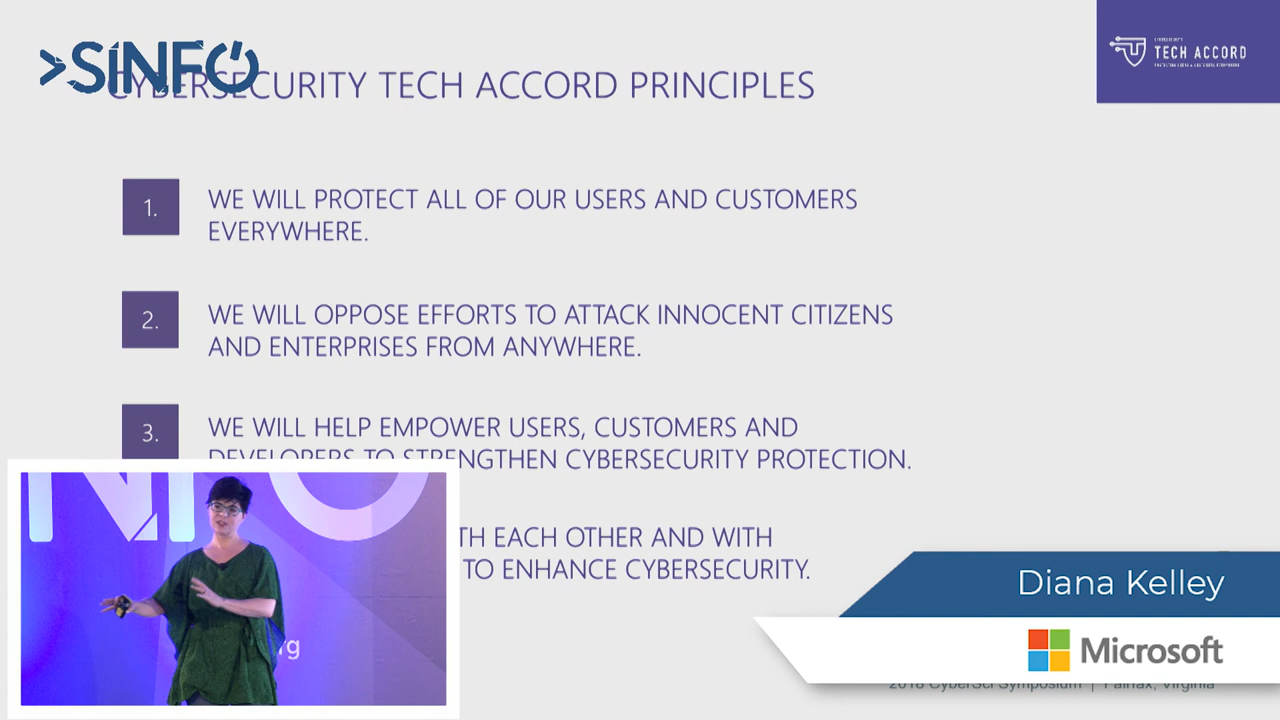 >SINFO
CYBERSECURITY TECH ACCORD PRINCIPLES
TECH ACCORD
1.
WE WILL PROTECT ALL OF OUR USERS AND CUSTOMERS
EVERYWHERE.
2.
WE WILL OPPOSE EFFORTS TO ATTACK INNOCENT CITIZENS
AND ENTERPRISES FROM ANYWHERE.
3.
WE WILL HELP EMPOWER USERS, CUSTOMERS AND
DEVELOPERS TO STRENGTHEN CYBERSECURITY PROTECTION.
TH EACH OTHER AND WITH
TO ENHANCE CYBERSECURITY.
NFO
rg
Diana Kelley
Microsoft
2018 CyberSci Symposium | Fairfax, Virginia